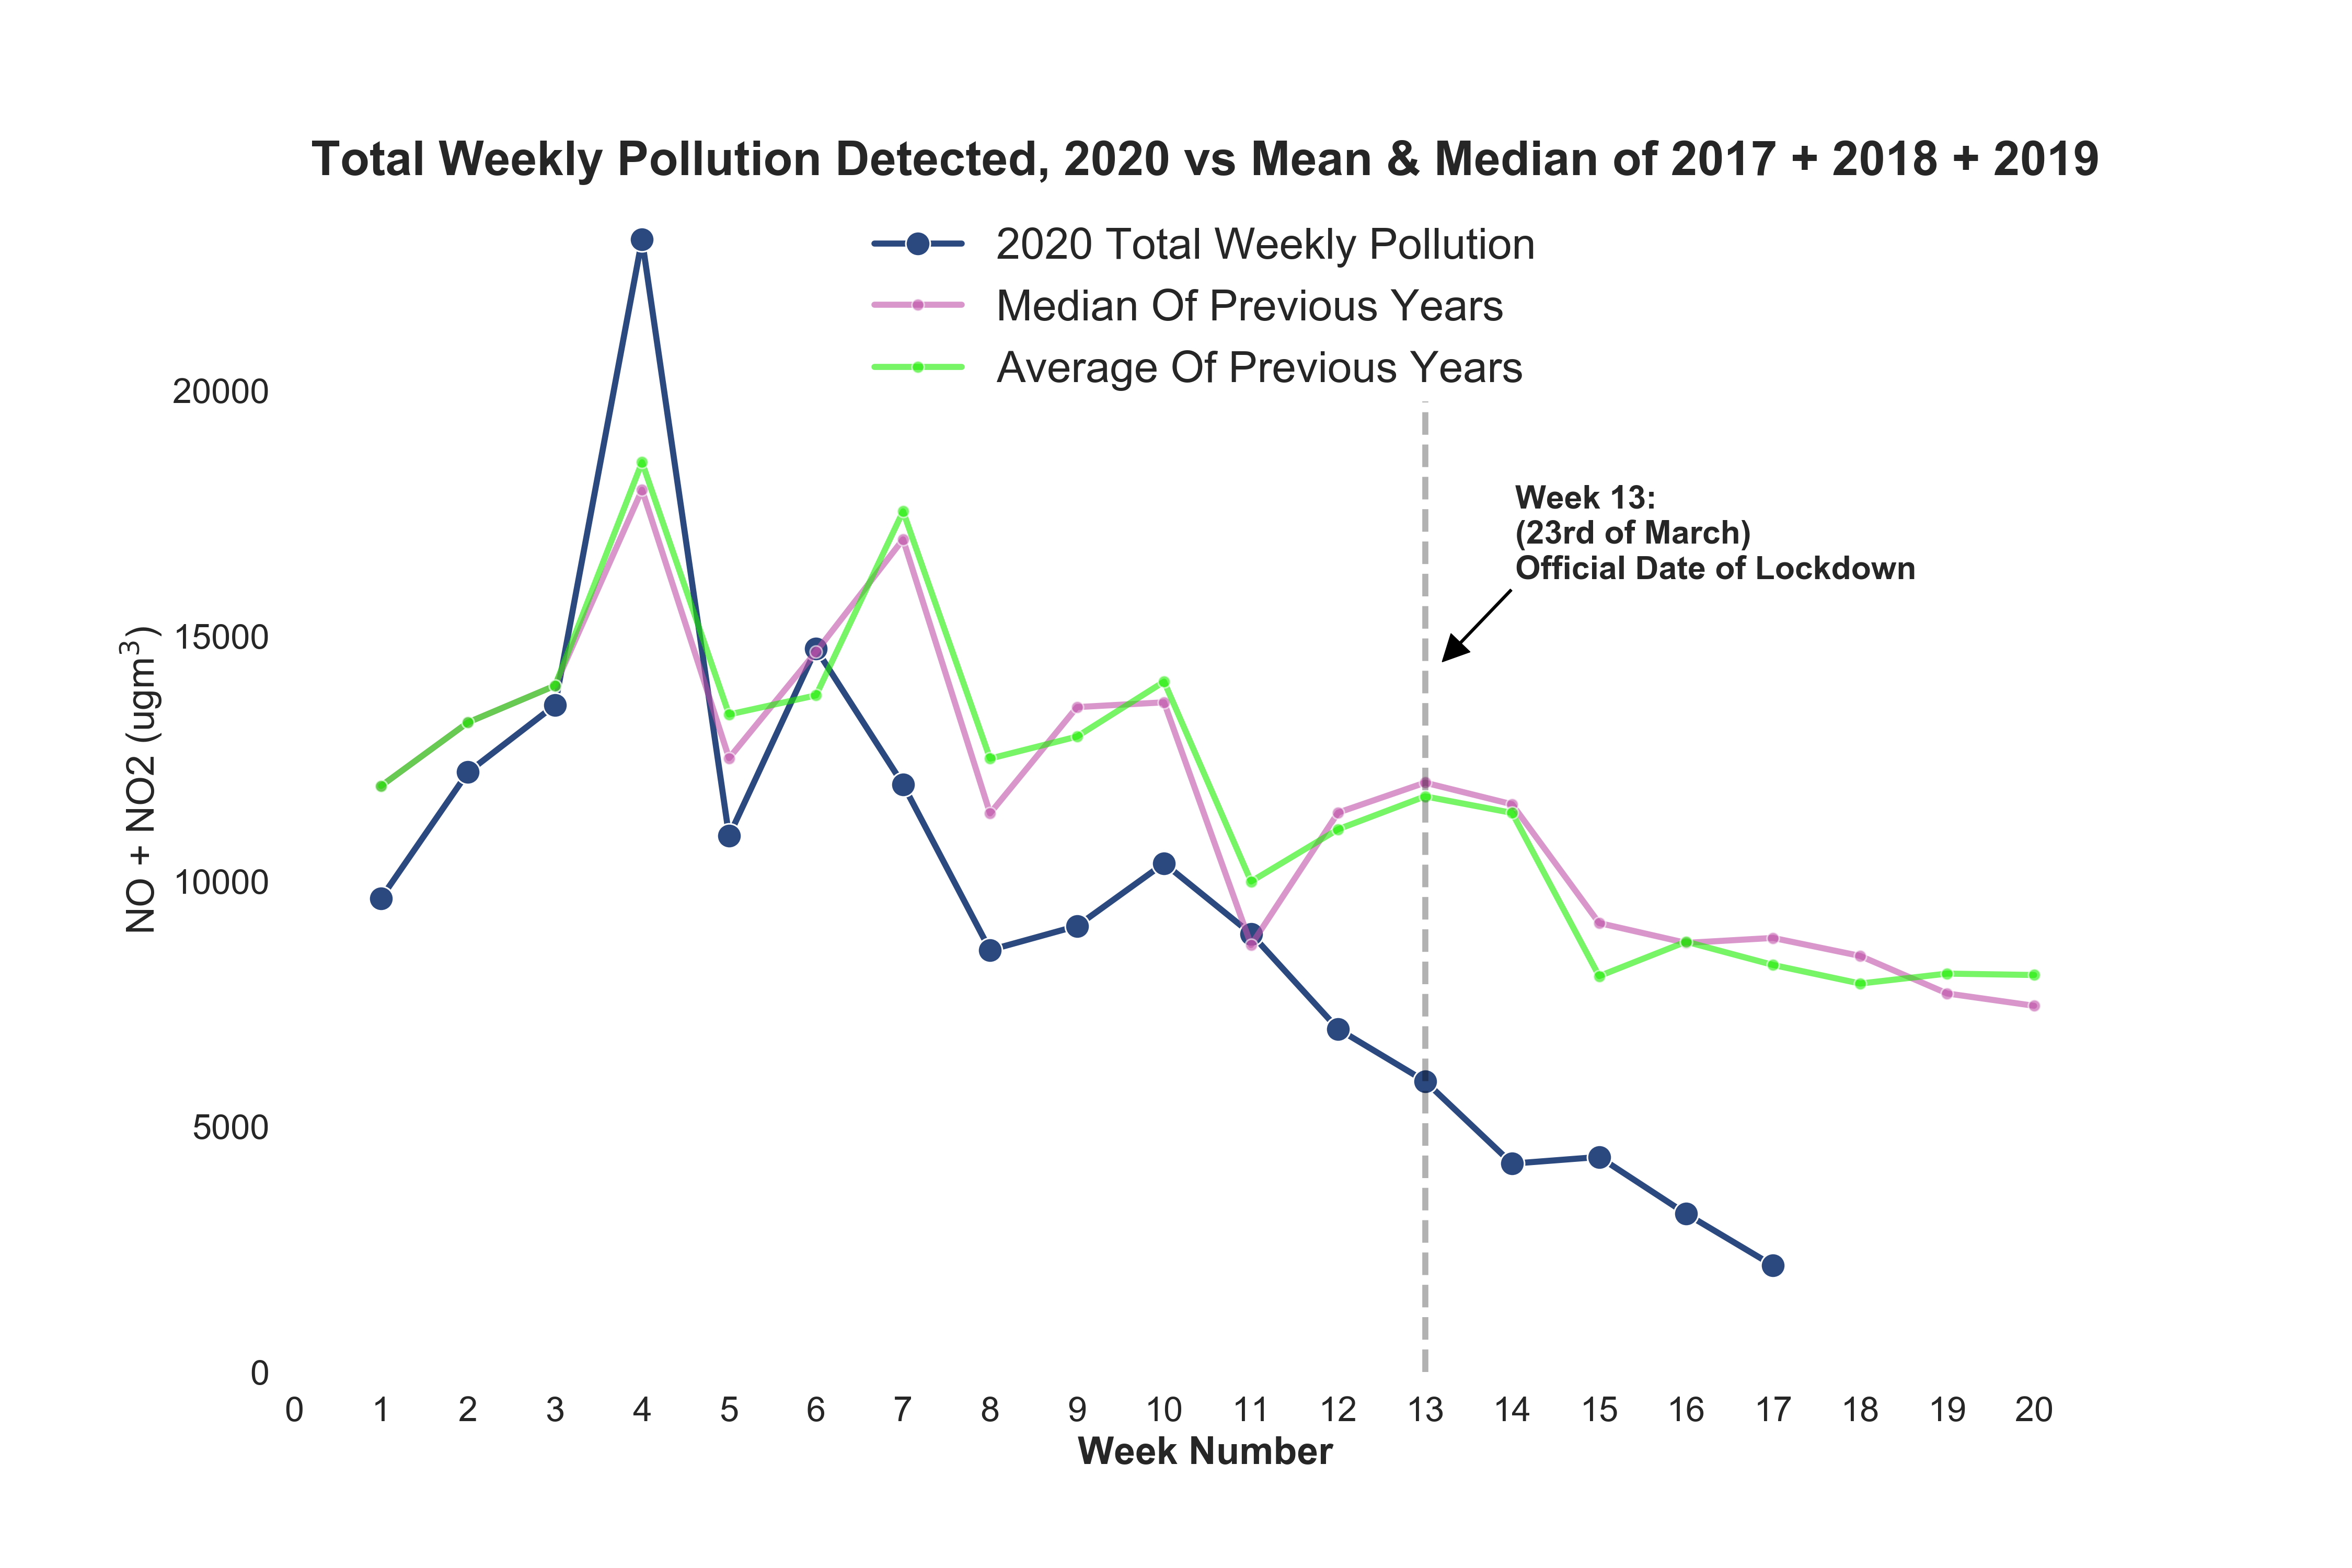 Total Weekly Pollution Detected, 2020 vs Mean & Median of 2017 + 2018 + 2019
2020 Total Weekly Pollution
Median Of Previous Years
Average Of Previous Years
20000
15000
10000
5000
0
NO + NO2 (ugm³)
Week 13:
(23rd of March)
Official Date of Lockdown
0 1 2 3 4 5 6 7 8 9 10 11 12 13 14 15 16 17 18 19 20
Week Number